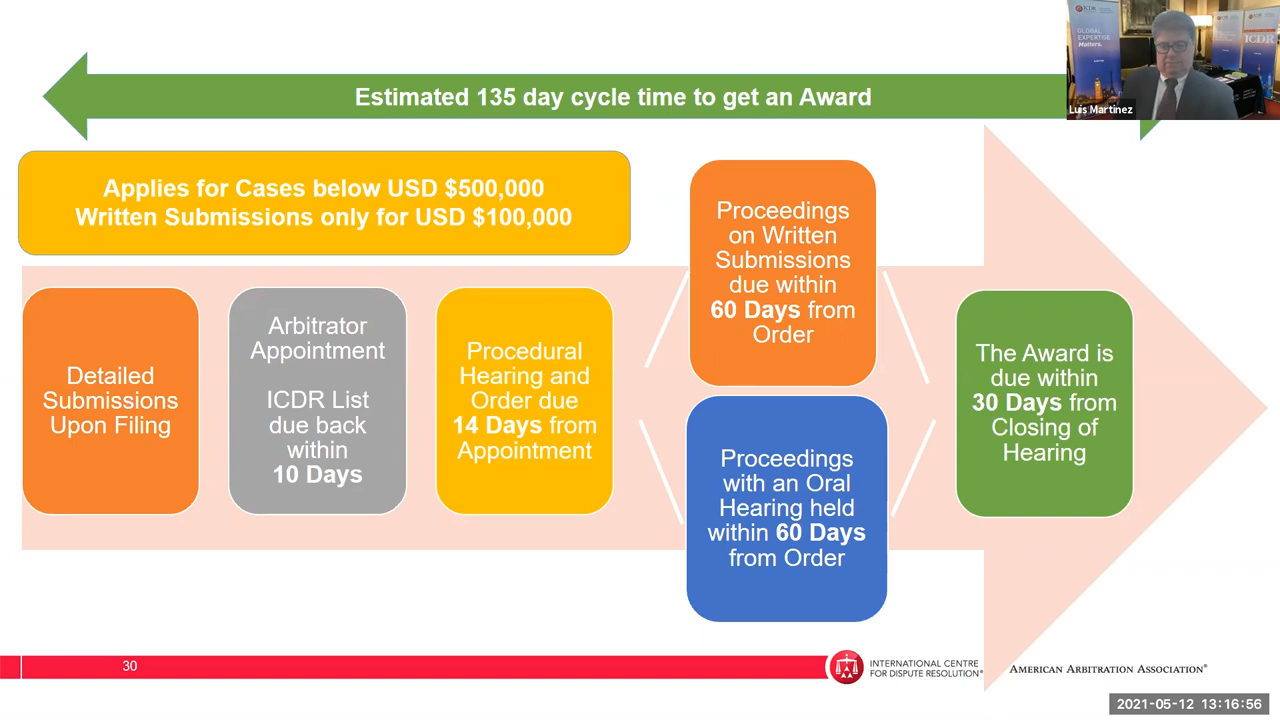 Estimated 135 day cycle time to get an Award
GLOBAL
EXPERTISE
Matters.
ICDR
Luis Martinez
Applies for Cases below USD $500,000
Written Submissions only for USD $100,000
Detailed
Submissions
Upon Filing
Arbitrator
Appointment
ICDR List
due back
within
10 Days
Procedural
Hearing and
Order due
14 Days from
Appointment
Proceedings
on Written
Submissions
due within
60 Days from
Order
Proceedings
with an Oral
Hearing held
within 60 Days
from Order
The Award is
due within
30 Days from
Closing of
Hearing
30
INTERNATIONAL CENTRE
FOR DISPUTE RESOLUTION®
AMERICAN ARBITRATION ASSOCIATION®
2021-05-12 13:16:56